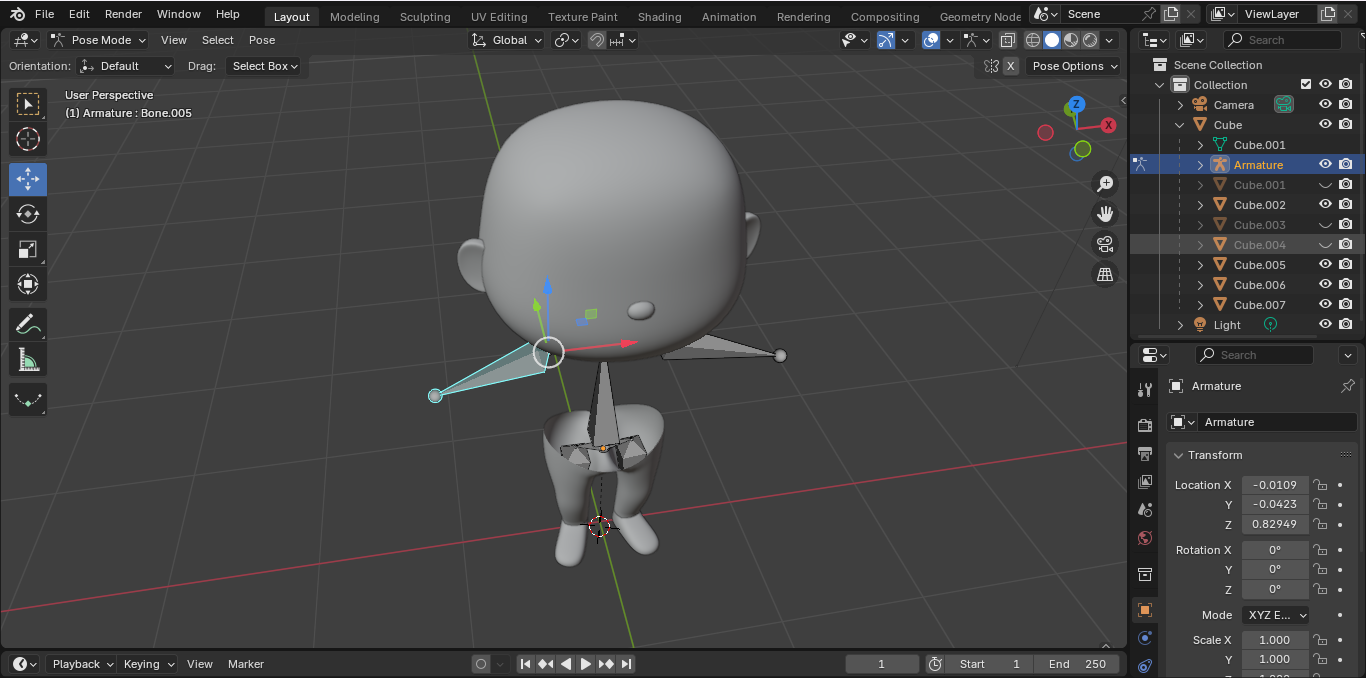 File Edit Render Window Help Layout Modeling Sculpting UV Editing Texture Paint Shading Animation Rendering Compositing Geometry Node Scene ViewLayer
Pose Mode View Select Pose Global Search
Orientation: Default Drag: Select Box X Pose Options
User Perspective
(1) Armature : Bone.005
Z
X
Scene Collection
Collection
Camera
Cube
Cube.001
Armature
Cube.001
Cube.002
Cube.003
Cube.004
Cube.005
Cube.006
Cube.007
Light
Search
Armature
Armature
Transform
Location X -0.0109
Y -0.0423
Z 0.82949
Rotation X 0°
Y 0°
Z 0°
Mode XYZ E...
Scale X 1.000
Y 1.000
Playback Keying View Marker 1 Start 1 End 250